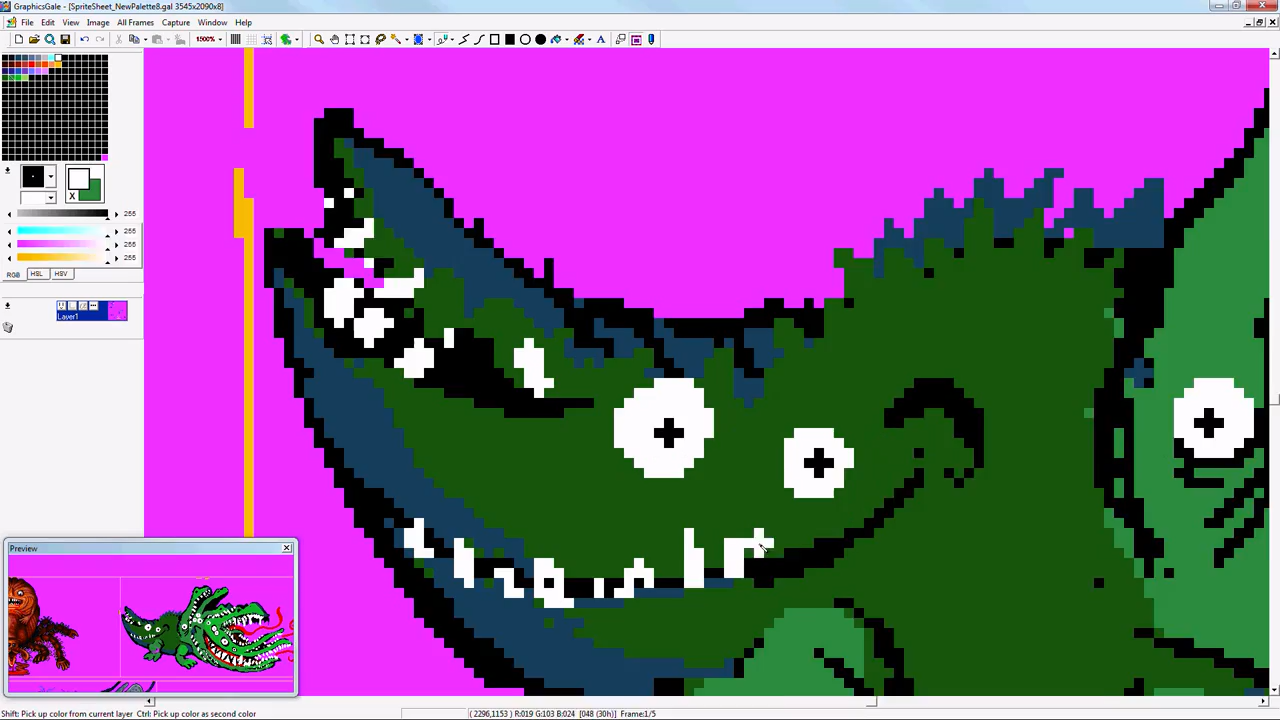 GraphicsGale - [SpriteSheet_NewPalette8.gal 3545x2090x8]
File Edit View Image All Frames Capture Window Help
1500%
A
X
255
255
255
255
RGB HSL HSV
Layer1
Preview
Shift: Pick up color from current layer Ctrl: Pick up color as second color
( 2296,1153 ) R:019 G:103 B:024 [048 (30h)] Frame:1/5